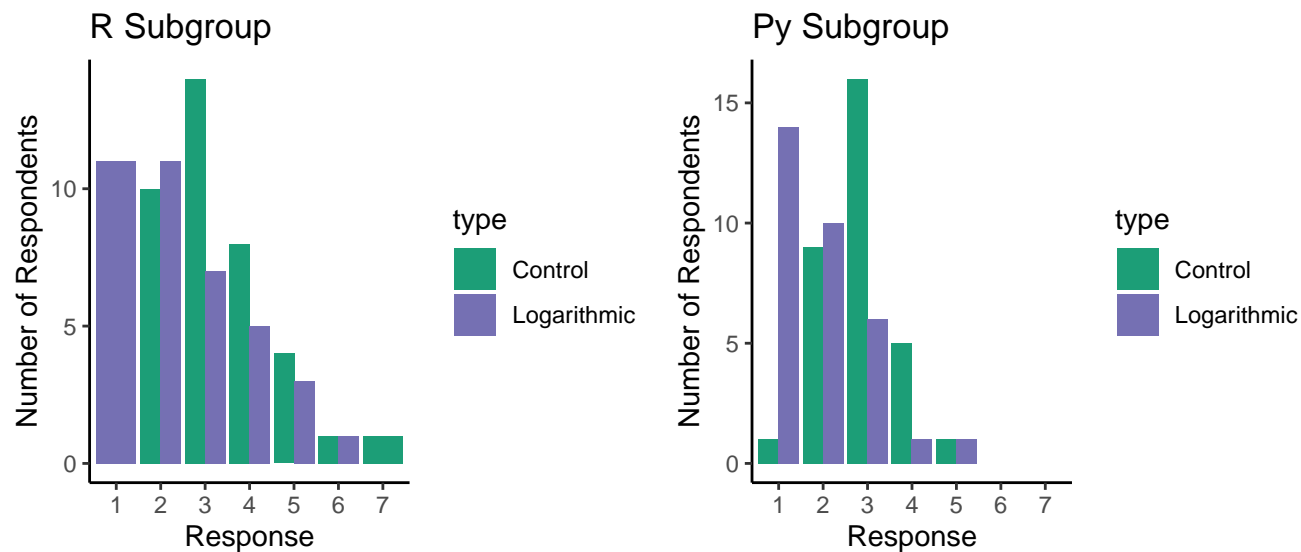 R Subgroup
Number of Respondents
10
5
0
1 2 3 4 5 6 7
Response
type
Control
Logarithmic
Py Subgroup
Number of Respondents
15
10
5
0
1 2 3 4 5 6 7
Response
type
Control
Logarithmic